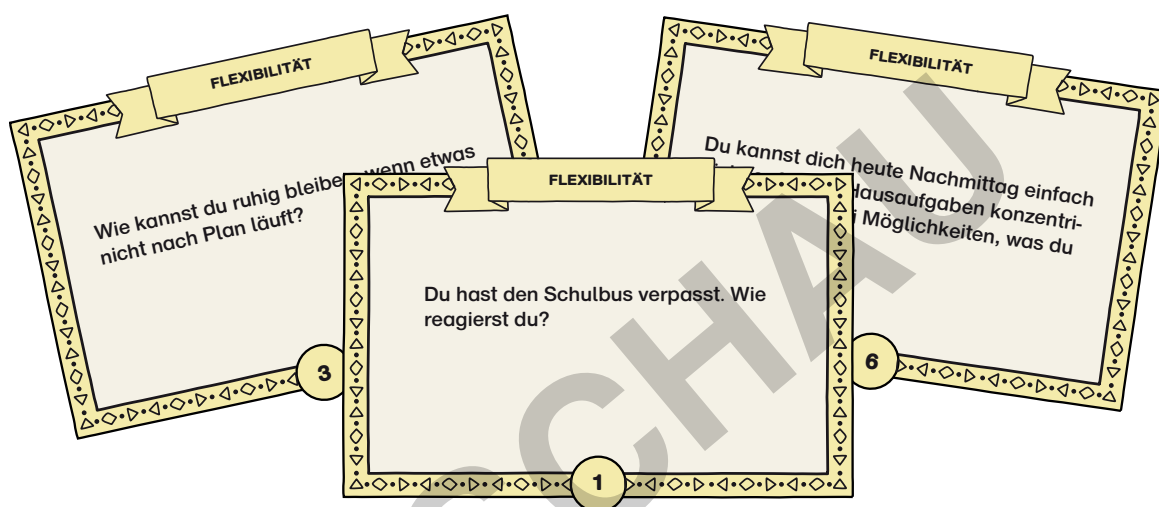 FLEXIBILITÄT
Wie kannst du ruhig bleiben, wenn etwas
nicht nach Plan läuft?
3
FLEXIBILITÄT
Du hast den Schulbus verpasst. Wie
reagierst du?
1
FLEXIBILITÄT
Du kannst dich heute Nachmittag einfach
Hausaufgaben konzentri-
Möglichkeiten, was du
6
SCHAU